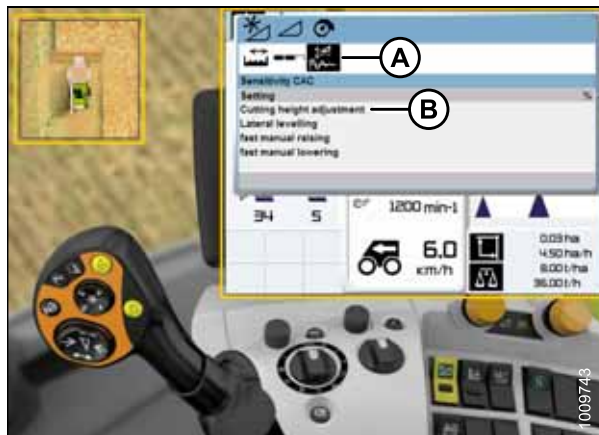 A
Sensitivity CAC
Setting %
Cutting height adjustment
B
Lateral levelling
fast manual raising
fast manual lowering
34 5
1200 min-1
6.0
km/h
0.03 ha
4.50 ha/h
8.00 t/ha
36.00 t/h
1009743